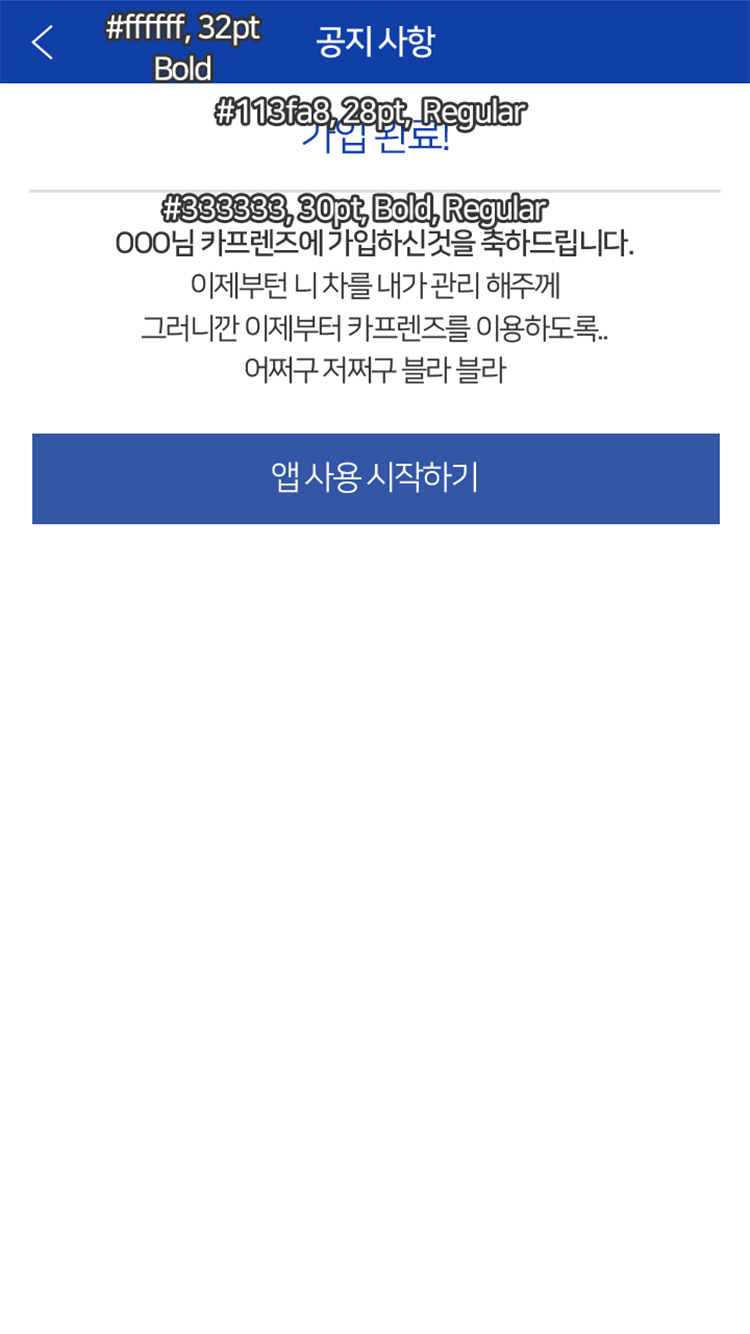 #ffffff, 32pt
Bold
공지 사항
#113fa8, 28pt, Regular
가입 완료!
#333333, 30pt, Bold, Regular
OOO님 카프렌즈에 가입하신것을 축하드립니다.
이제부턴 니 차를 내가 관리 해주께
그러니깐 이제부터 카프렌즈를 이용하도록..
어쩌구 저쩌구 블라 블라
앱 사용 시작하기